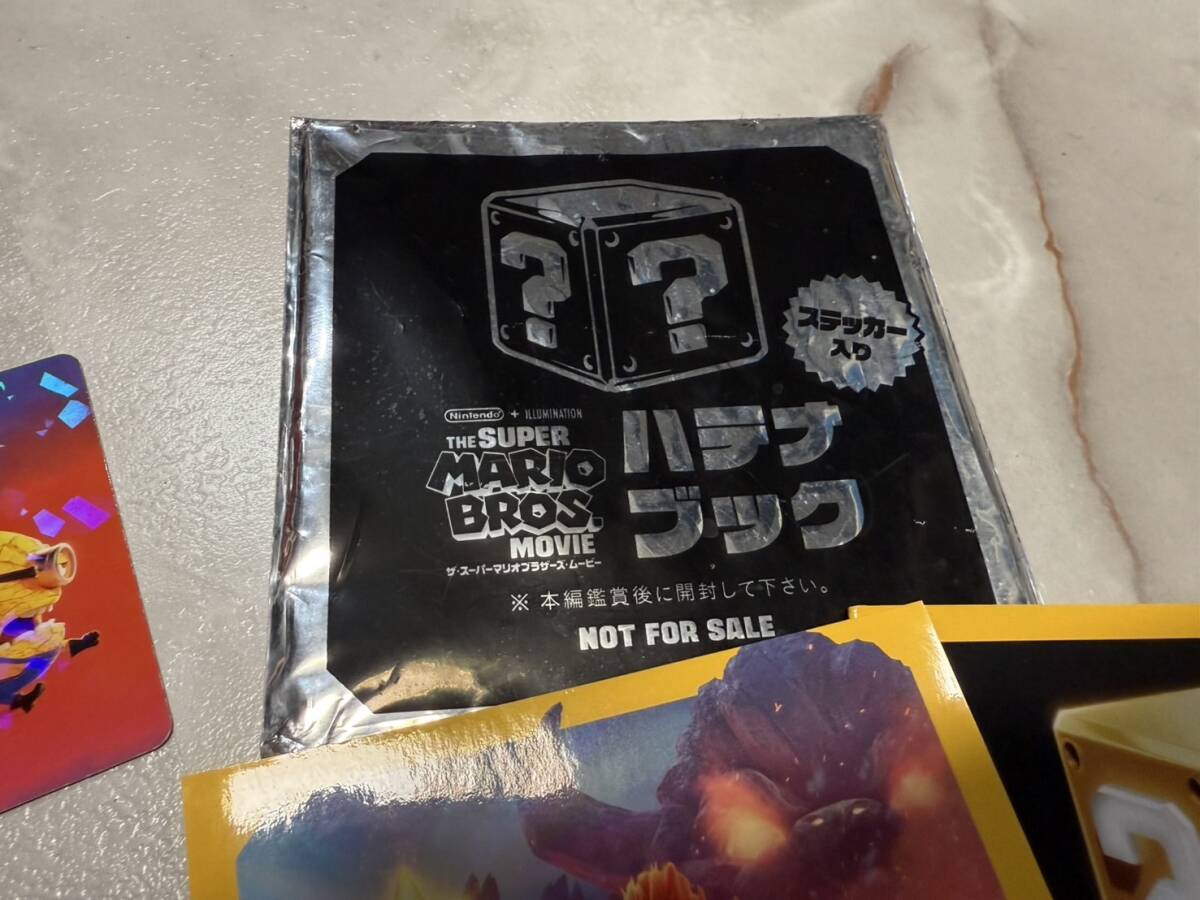 ? ?
ステッカー
入り
Nintendo + ILLUMINATION
THE SUPER
MARIO
BROS.
MOVIE
ザ・スーパーマリオブラザーズ・ムービー
ハテナ
ブック
※ 本編鑑賞後に開封して下さい。
NOT FOR SALE
?